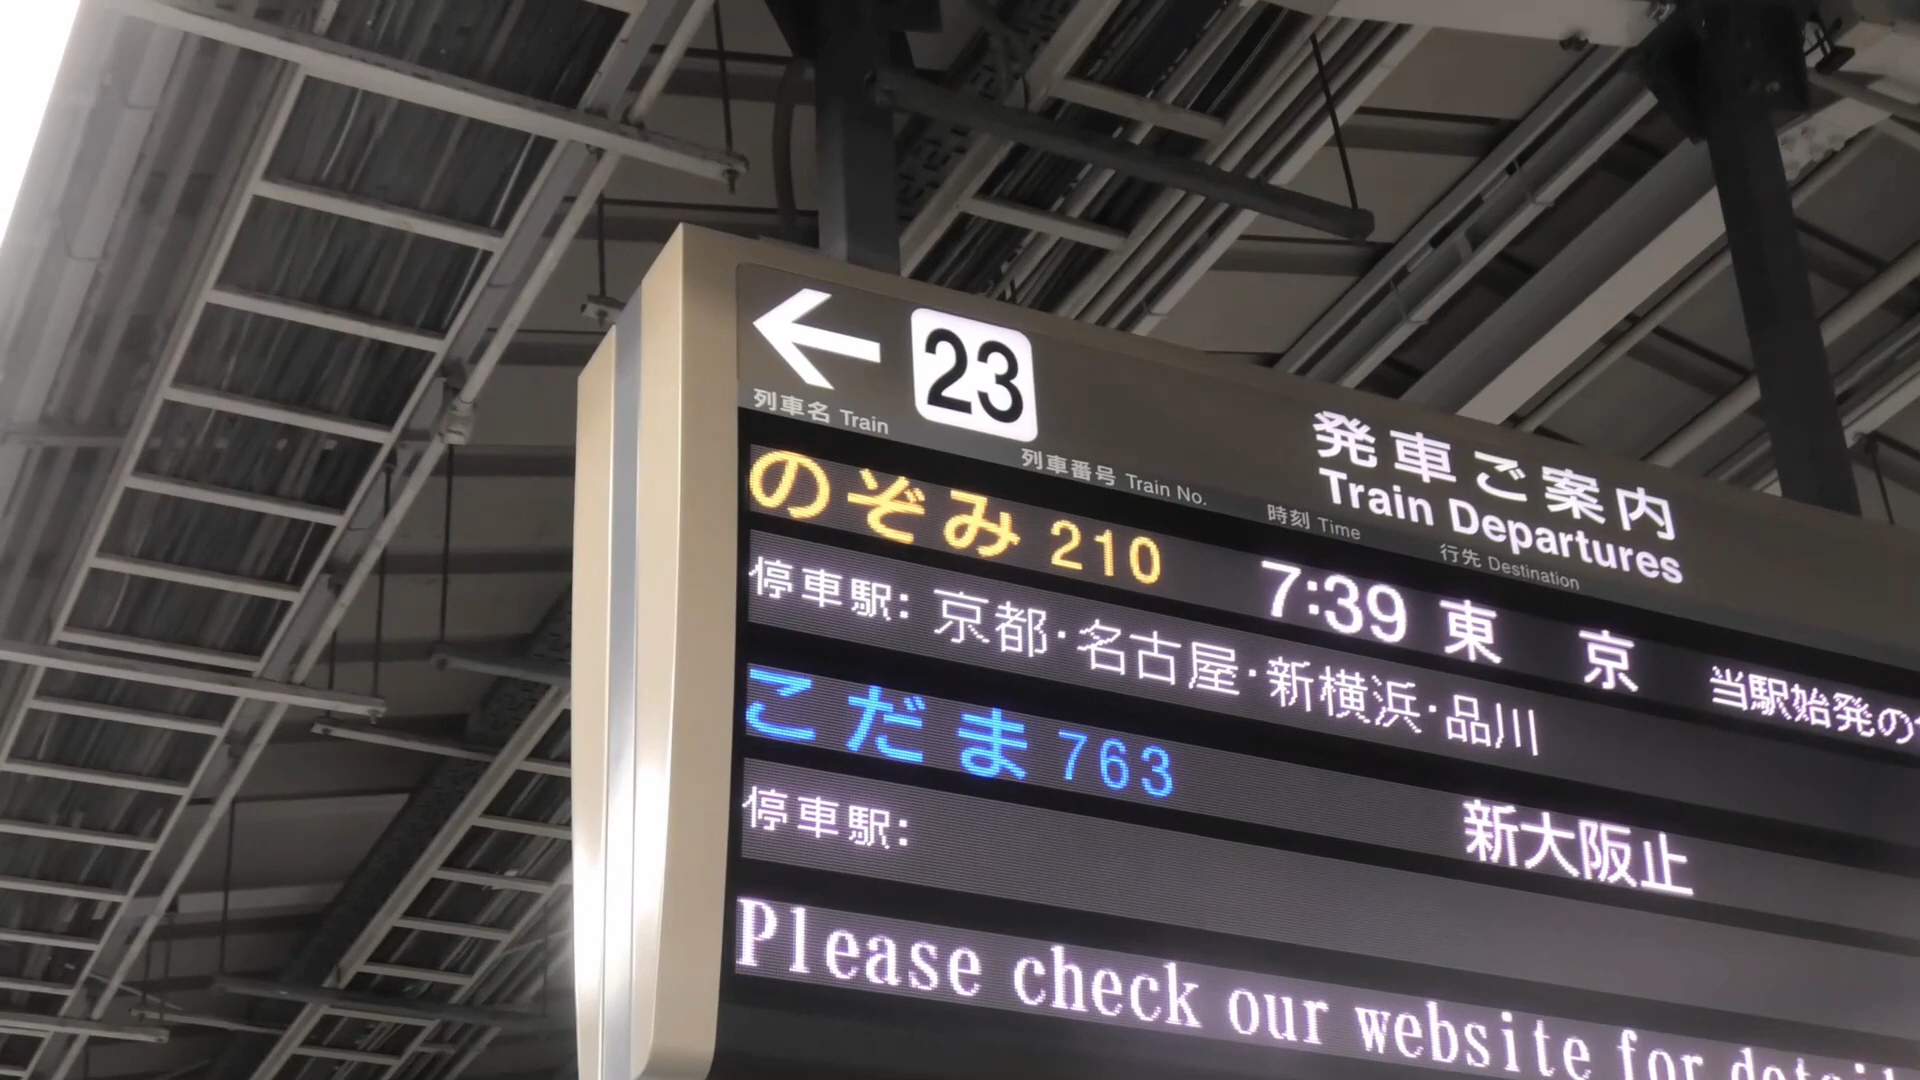 23
発車ご案内
Train Departures
列車名 Train 列車番号 Train No. 時刻 Time 行先 Destination
のぞみ 210 7:39 東京 当駅始発の
停車駅: 京都・名古屋・新横浜・品川
こだま 763 新大阪止
停車駅:
Please check our website for